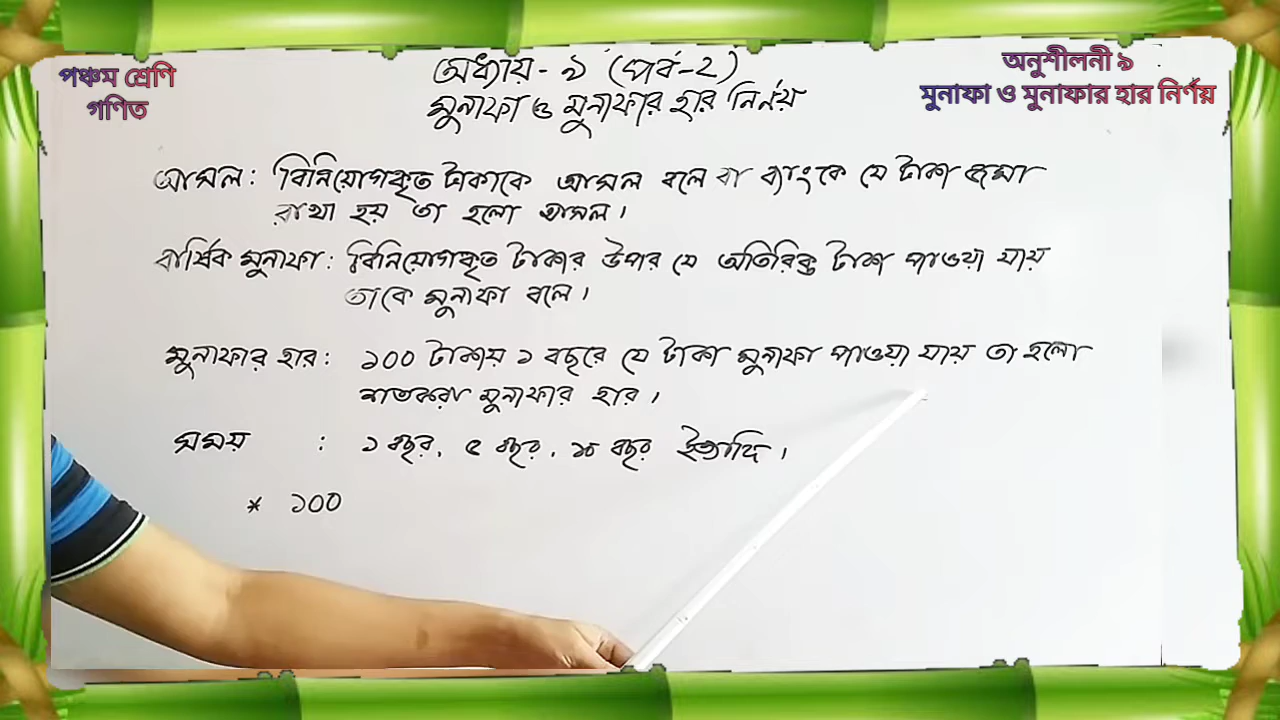 পঞ্চম শ্রেণি
গণিত
অনুশীলনী ৯
মুনাফা ও মুনাফার হার নির্ণয়
অধ্যায় - ৯ (পর্ব-২)
মুনাফা ও মুনাফার হার নির্ণয়
আসল : বিনিয়োগকৃত টাকাকে আসল বলে বা ব্যাংকে যে টাকা জমা
রাখা হয় তা হলো আসল।
বার্ষিক মুনাফা : বিনিয়োগকৃত টাকার উপর যে অতিরিক্ত টাকা পাওয়া যায়
তাকে মুনাফা বলে।
মুনাফার হার : ১০০ টাকায় ১ বছরে যে টাকা মুনাফা পাওয়া যায় তা হলো
শতকরা মুনাফার হার।
সময় : ১ বছর, ৫ বছর, ১০ বছর ইত্যাদি।
* ১০০